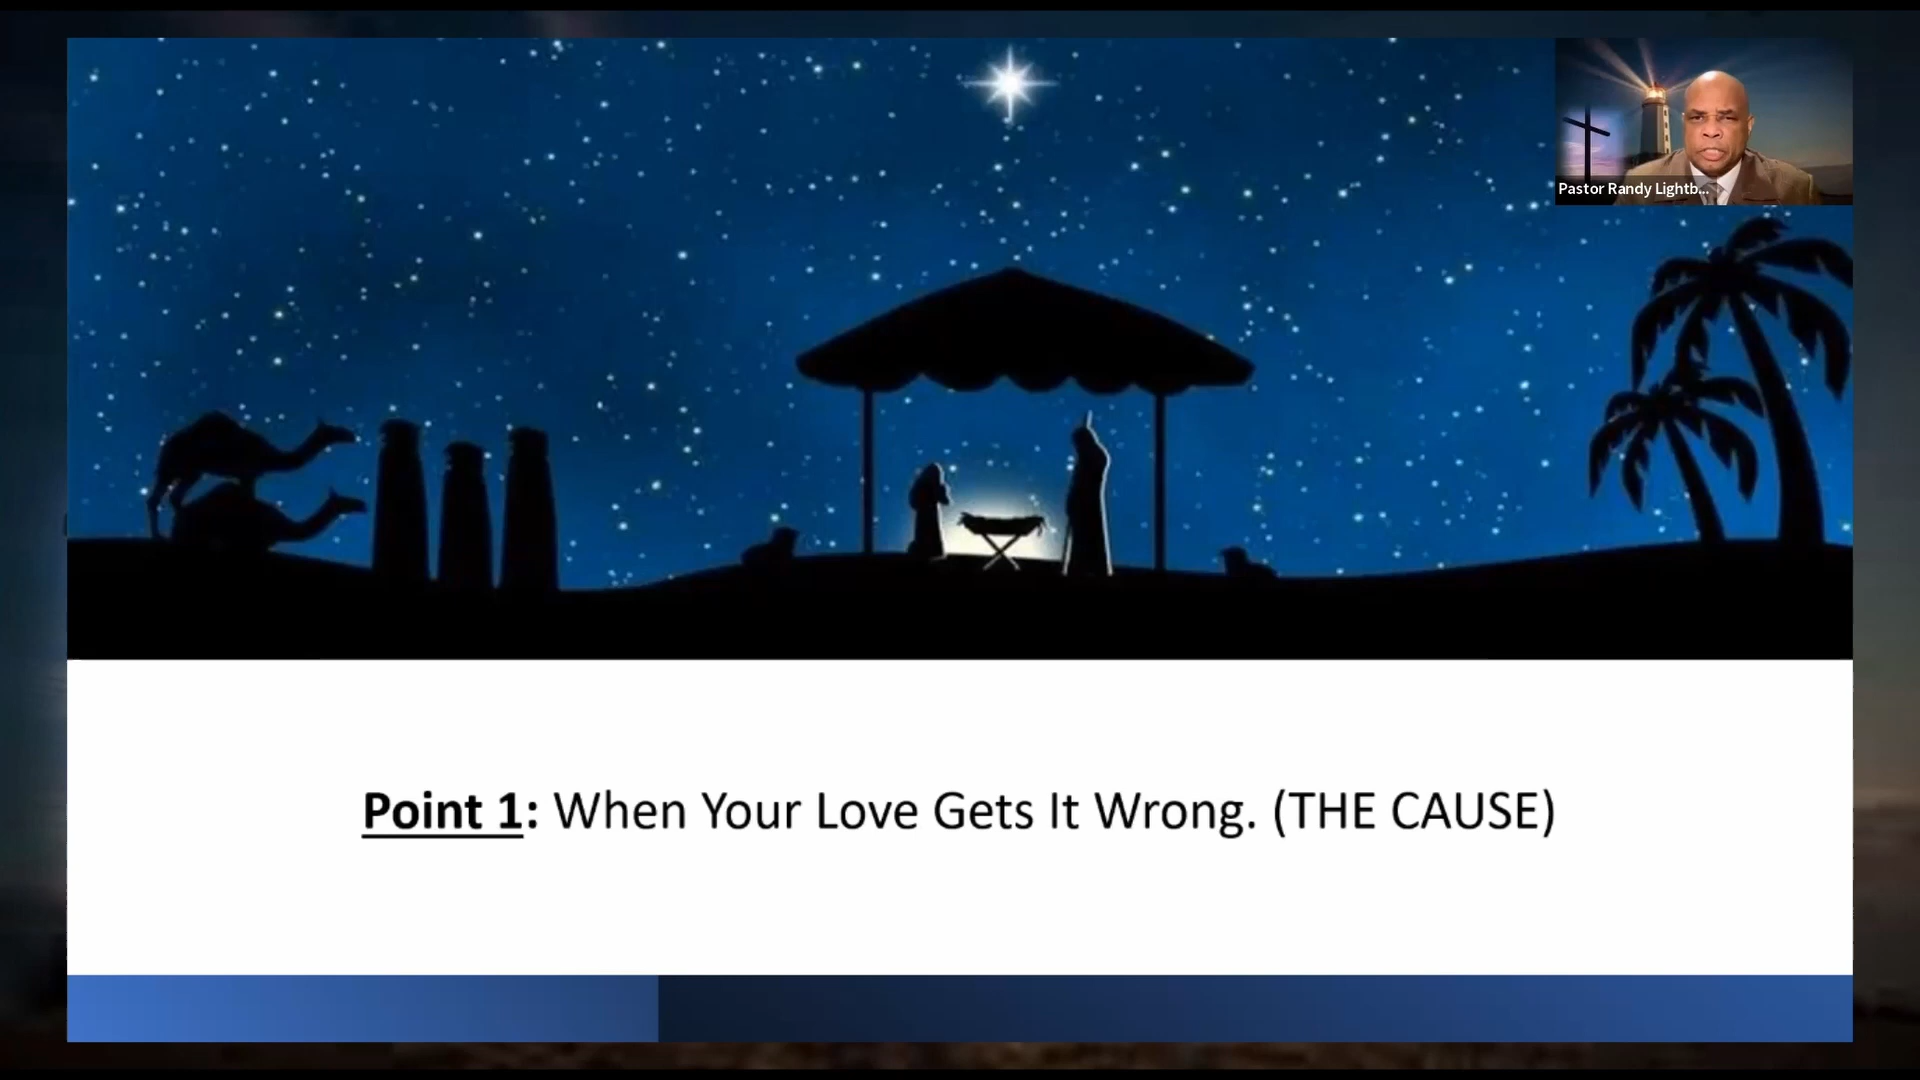 Pastor Randy Lightb...
Point 1: When Your Love Gets It Wrong. (THE CAUSE)